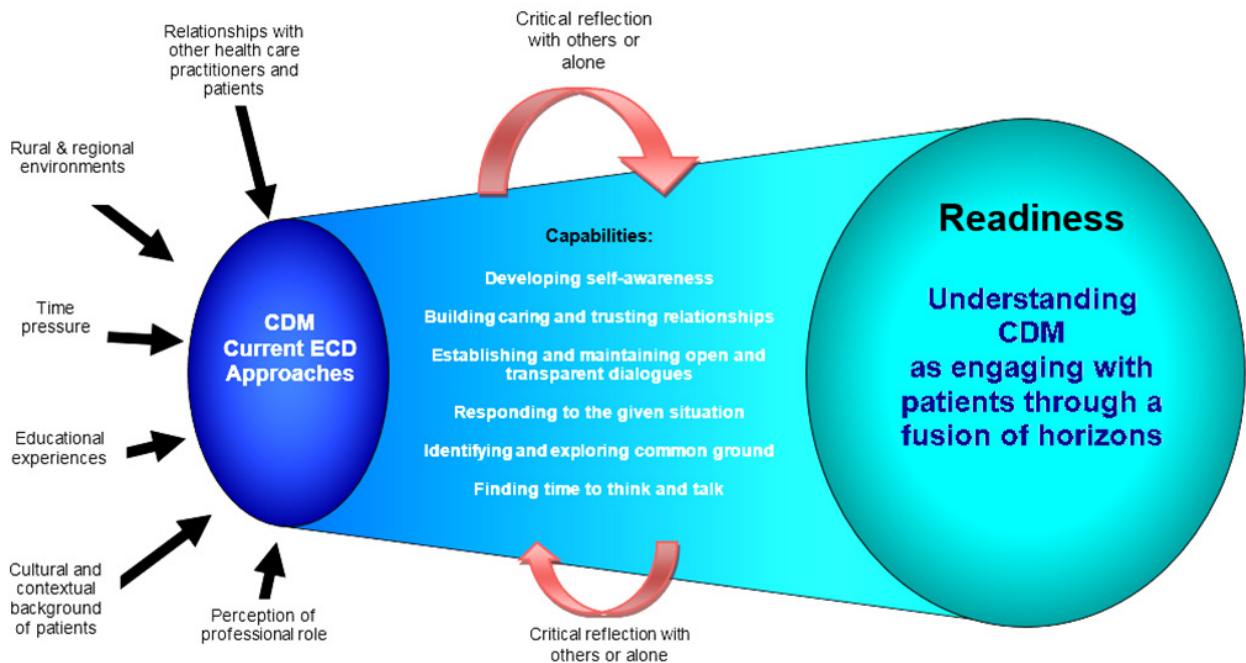 Relationships with
other health care
practitioners and
patients
Critical reflection
with others or
alone
Rural & regional
environments
Time
pressure
Educational
experiences
Cultural and
contextual
background
of patients
Perception of
professional role
CDM
Current ECD
Approaches
Capabilities:
Developing self-awareness
Building caring and trusting relationships
Establishing and maintaining open and
transparent dialogues
Responding to the given situation
Identifying and exploring common ground
Finding time to think and talk
Critical reflection with
others or alone
Readiness
Understanding
CDM
as engaging with
patients through a
fusion of horizons